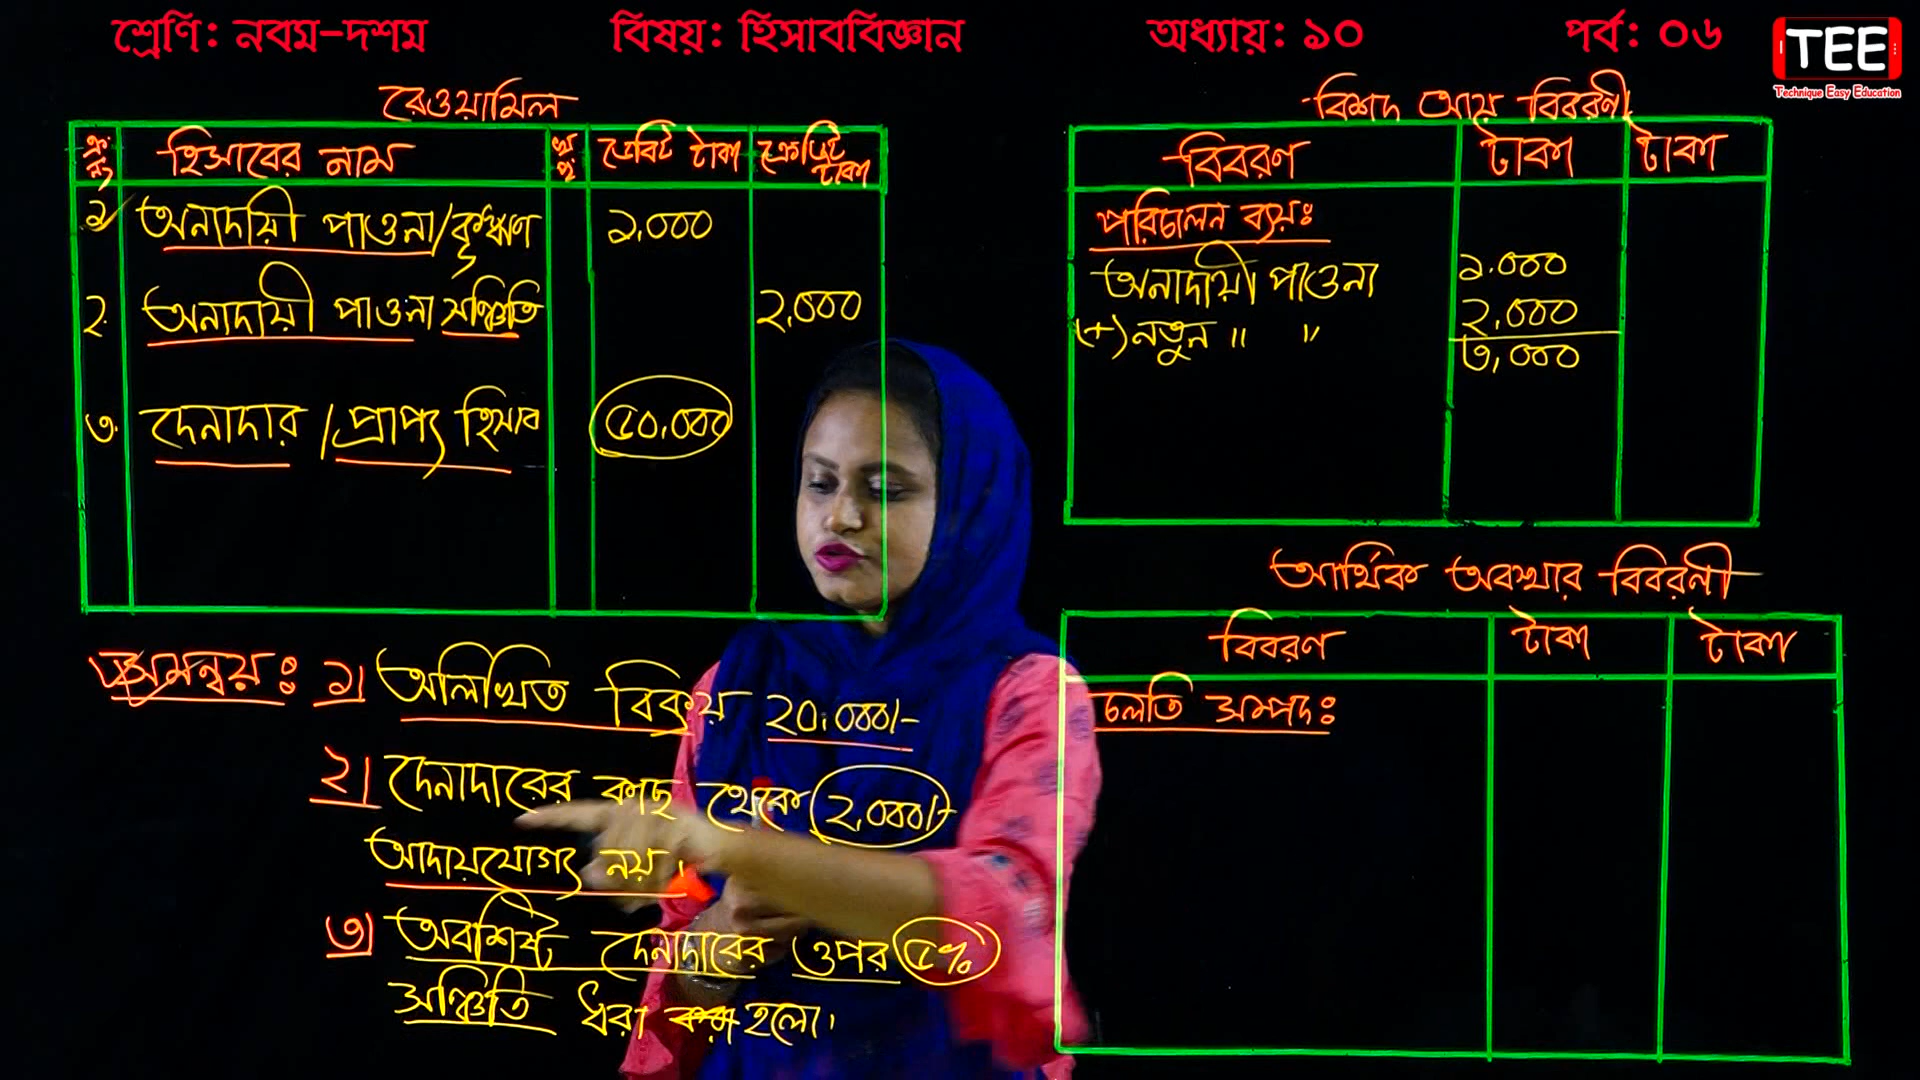 শ্রেণি: নবম-দশম
বিষয়: হিসাববিজ্ঞান
অধ্যায়: ১০
পর্ব: ০৬
TEE
Technique Easy Education
রেওয়ামিল
ক্র: নং হিসাবের নাম খ: পৃ: ডেবিট টাকা ক্রেডিট টাকা
১ অনাদায়ী পাওনা/কুঋণ ১,০০০
২. অনাদায়ী পাওনা সঞ্চিতি ২,০০০
৩. দেনাদার/প্রাপ্য হিসাব ৫০,০০০
সমন্বয়ঃ ১। অলিখিত বিক্রয় ২০,০০০/-
২। দেনাদারের কাছ থেকে ২,০০০/-
আদায়যোগ্য নয়।
৩। অবশিষ্ট দেনাদারের ওপর ৫%
সঞ্চিতি ধরা হলো।
বিশদ আয় বিবরণী
বিবরণ টাকা টাকা
পরিচালন ব্যয়ঃ
অনাদায়ী পাওনা ১,০০০
(+) নতুন " " ২,০০০
৩,০০০
আর্থিক অবস্থার বিবরণী
বিবরণ টাকা টাকা
চলতি সম্পদঃ